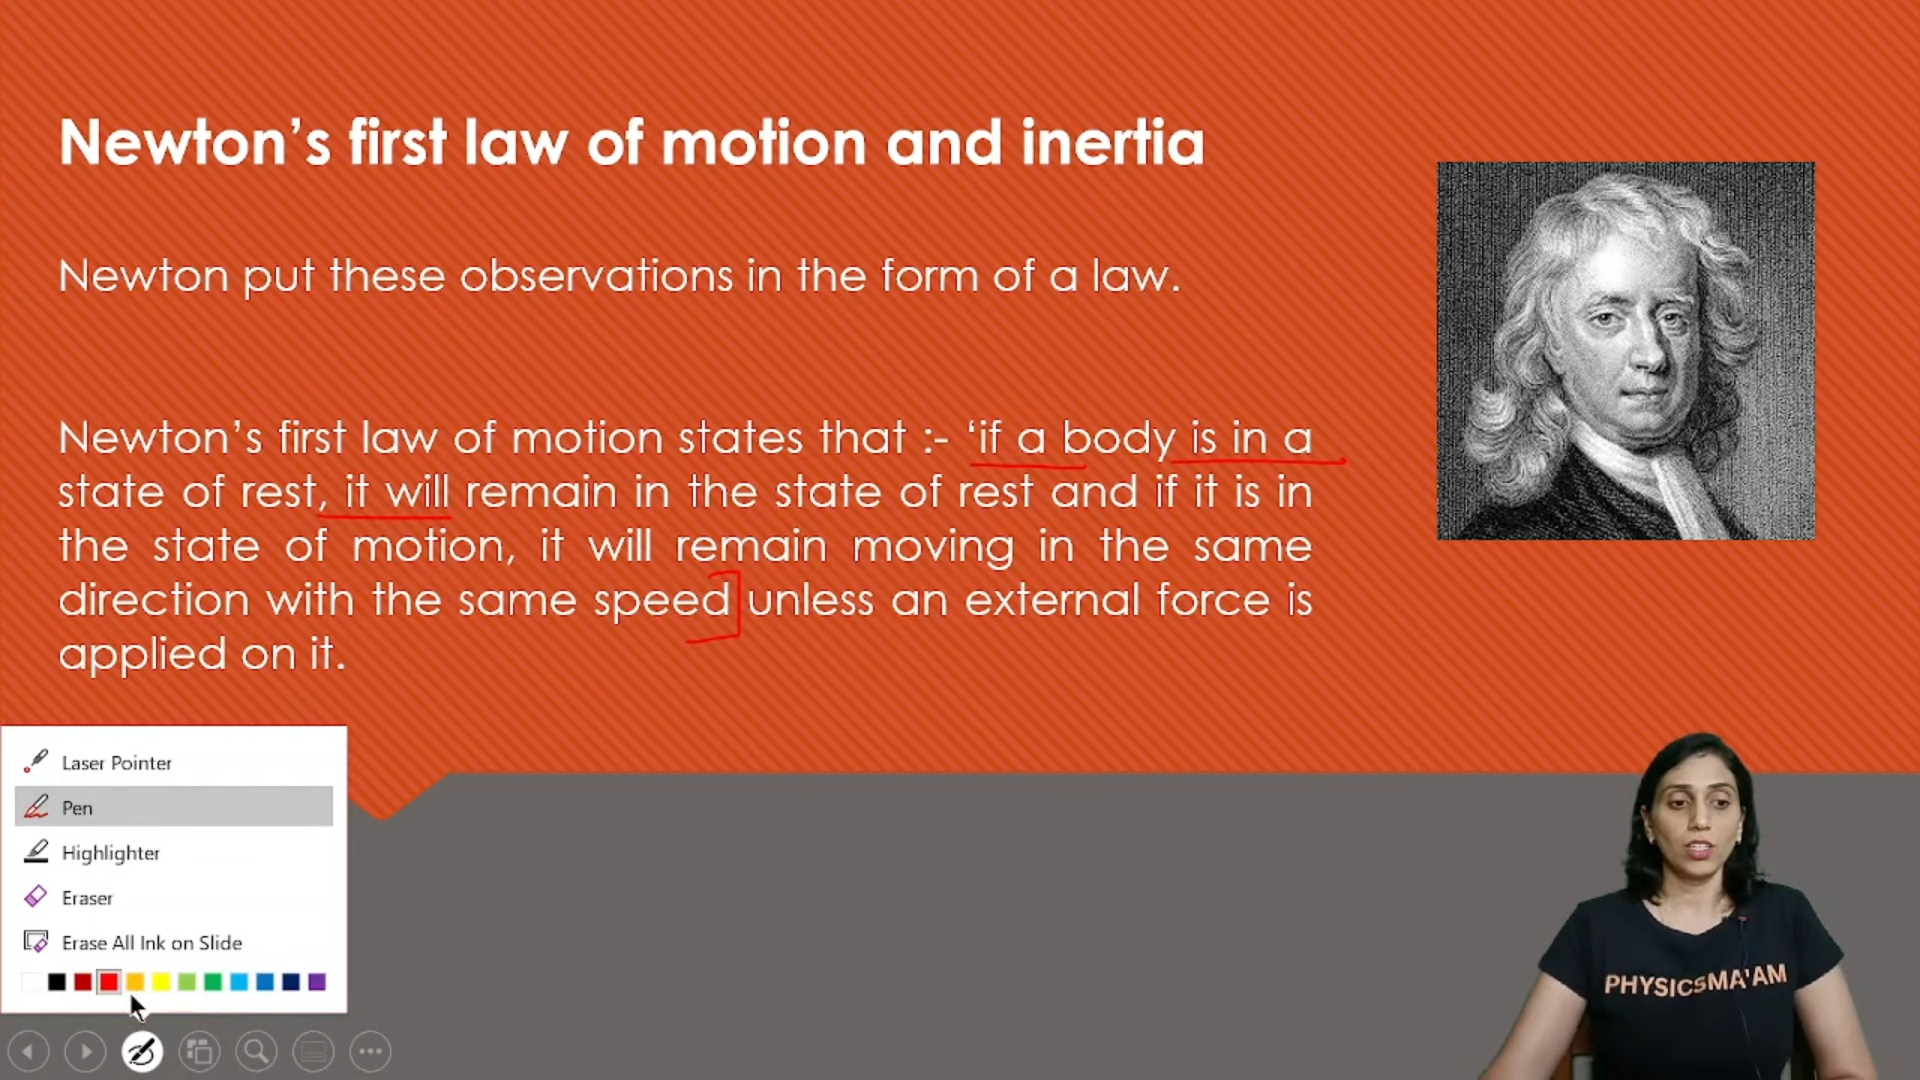 Newton’s first law of motion and inertia
Newton put these observations in the form of a law.
Newton’s first law of motion states that :- ‘if a body is in a
state of rest, it will remain in the state of rest and if it is in
the state of motion, it will remain moving in the same
direction with the same speed unless an external force is
applied on it.
Laser Pointer
Pen
Highlighter
Eraser
Erase All Ink on Slide
PHYSICSMA'AM